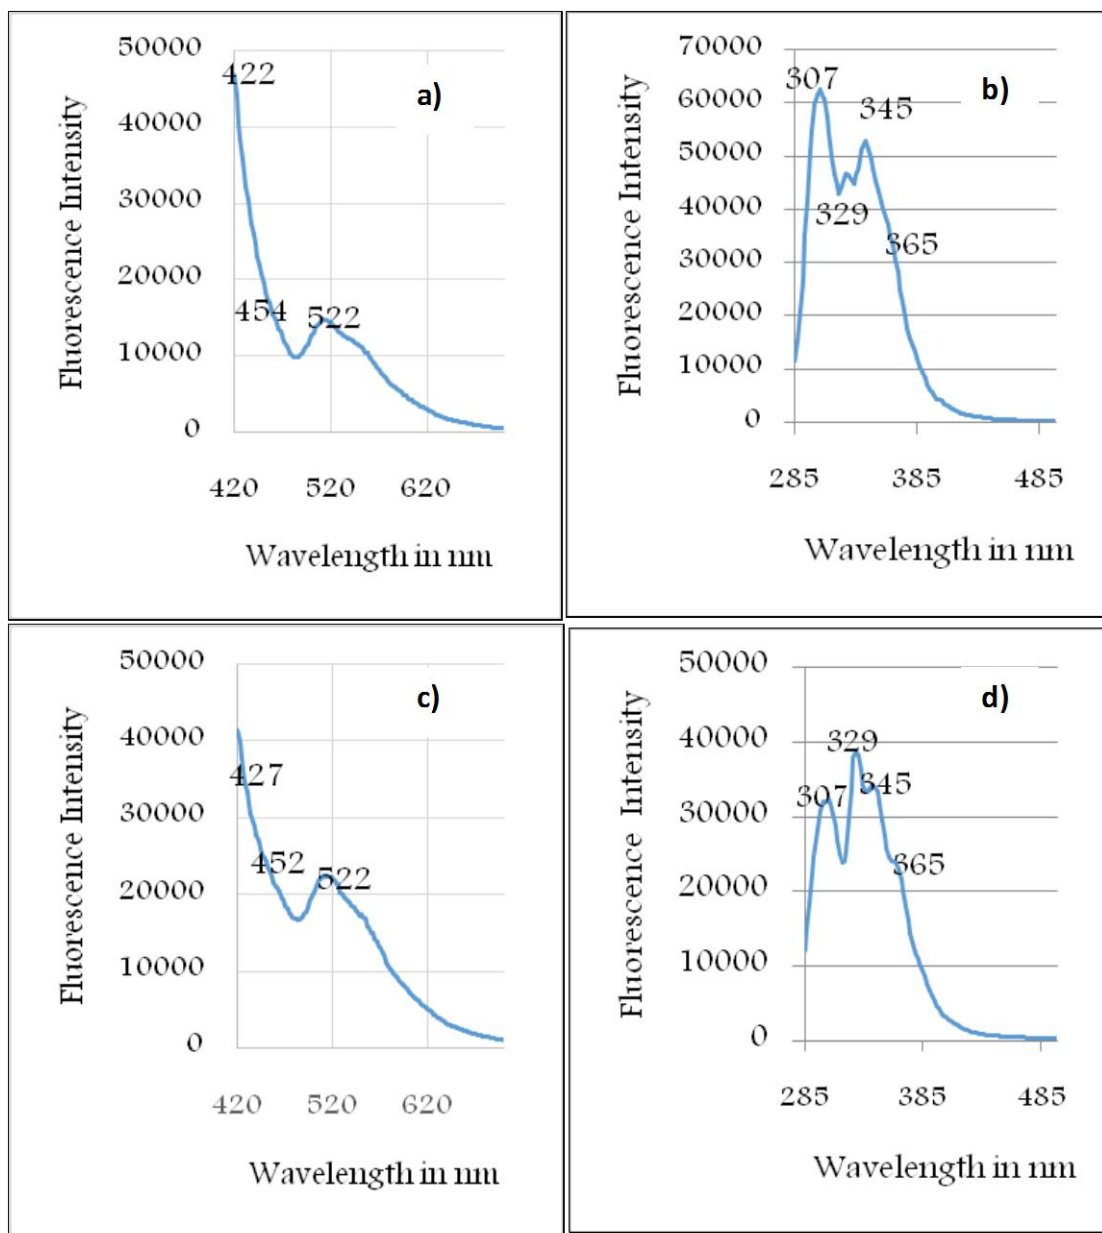 a)
Fluorescence Intensity
50000
40000
30000
20000
10000
0
422
454
522
420 520 620
Wavelength in nm
b)
Fluorescence Intensity
70000
60000
50000
40000
30000
20000
10000
0
307
345
329
365
285 385 485
Wavelength in nm
c)
Fluorescence Intensity
50000
40000
30000
20000
10000
0
427
452
522
420 520 620
Wavelength in nm
d)
Fluorescence Intensity
50000
40000
30000
20000
10000
0
329
307
345
365
285 385 485
Wavelength in nm